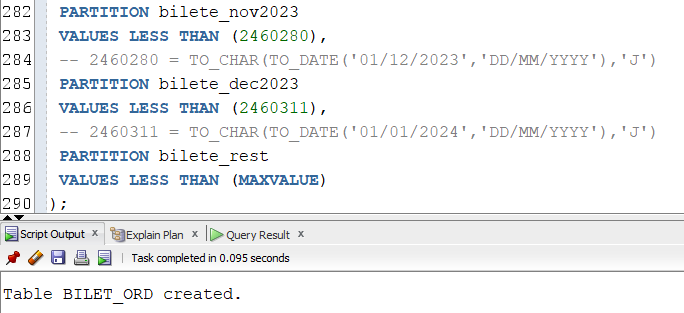 282 PARTITION bilete_nov2023
283 VALUES LESS THAN (2460280),
284 -- 2460280 = TO_CHAR(TO_DATE('01/12/2023','DD/MM/YYYY'),'J')
285 PARTITION bilete_dec2023
286 VALUES LESS THAN (2460311),
287 -- 2460311 = TO_CHAR(TO_DATE('01/01/2024','DD/MM/YYYY'),'J')
288 PARTITION bilete_rest
289 VALUES LESS THAN (MAXVALUE)
290 );
Script Output x Explain Plan x Query Result x
Task completed in 0.095 seconds
Table BILET_ORD created.